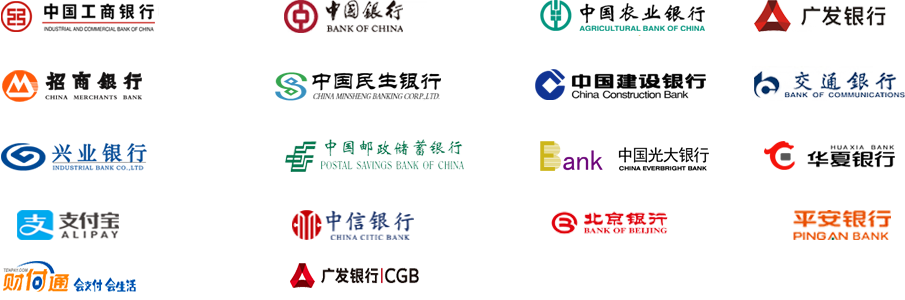 中国工商银行
INDUSTRIAL AND COMMERCIAL BANK OF CHINA
中国银行
BANK OF CHINA
中国农业银行
AGRICULTURAL BANK OF CHINA
广发银行
招商银行
CHINA MERCHANTS BANK
中国民生银行
CHINA MINSHENG BANKING CORP.,LTD.
中国建设银行
China Construction Bank
交通銀行
BANK OF COMMUNICATIONS
兴业银行
INDUSTRIAL BANK CO.,LTD
中国邮政储蓄银行
POSTAL SAVINGS BANK OF CHINA
Bank
中国光大银行
CHINA EVERBRIGHT BANK
HUAXIA BANK
华夏银行
支 支付宝
ALIPAY
中信银行
CHINA CITIC BANK
北京银行
BANK OF BEIJING
平安银行
PING AN BANK
TENPAY.COM
财付通 会支付 会生活
广发银行|CGB